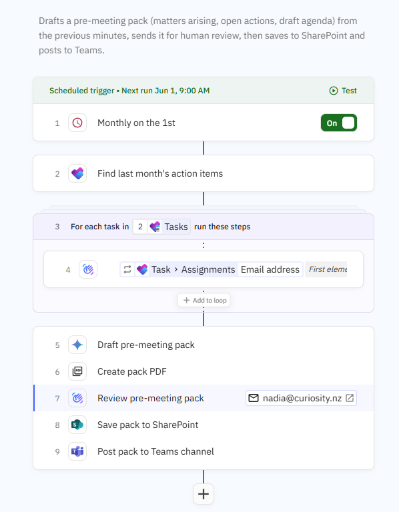 Drafts a pre-meeting pack (matters arising, open actions, draft agenda) from
the previous minutes, sends it for human review, then saves to SharePoint and
posts to Teams.
Scheduled trigger • Next run Jun 1, 9:00 AM Test
1 Monthly on the 1st On
2 Find last month's action items
3 For each task in 2 Tasks run these steps
4 Task > Assignments Email address First eleme
+ Add to loop
5 Draft pre-meeting pack
6 Create pack PDF
7 Review pre-meeting pack nadia@curiosity.nz
8 Save pack to SharePoint
9 Post pack to Teams channel